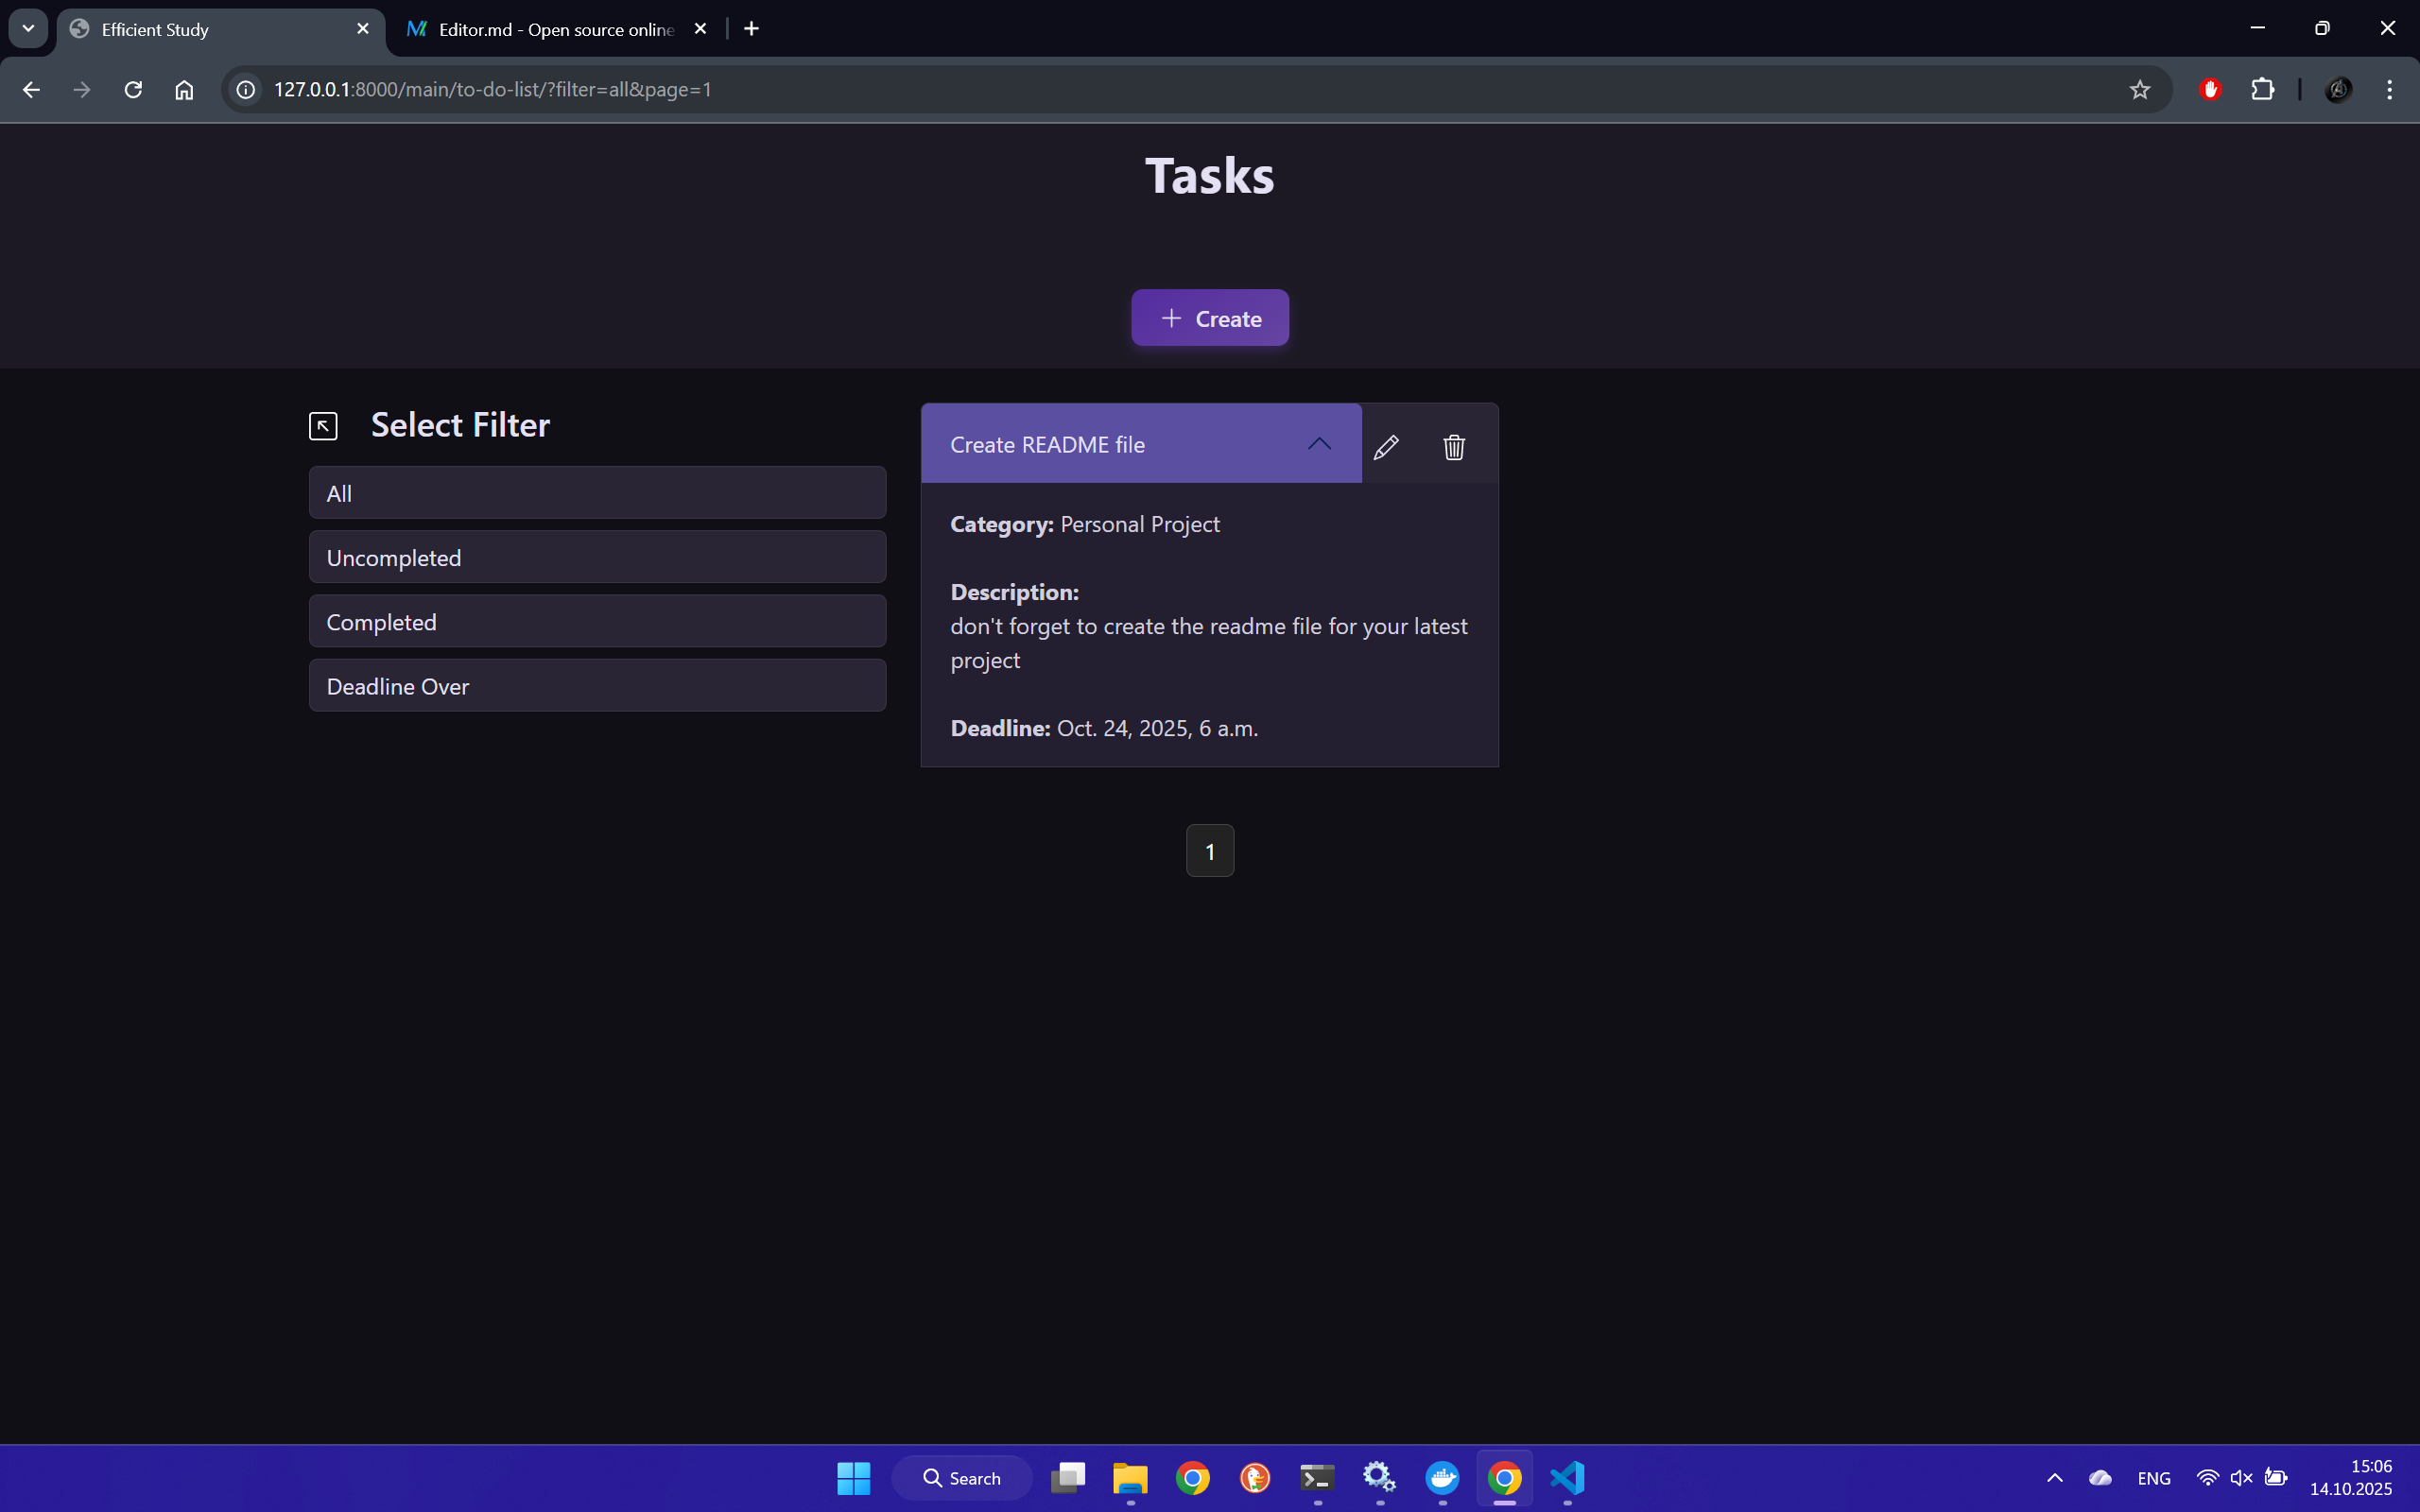 Efficient Study
Editor.md - Open source online
127.0.0.1:8000/main/to-do-list/?filter=all&page=1
Tasks
Create
Select Filter
All
Uncompleted
Completed
Deadline Over
Create README file
Category: Personal Project
Description:
don't forget to create the readme file for your latest
project
Deadline: Oct. 24, 2025, 6 a.m.
1
Search
ENG
15:06
14.10.2025